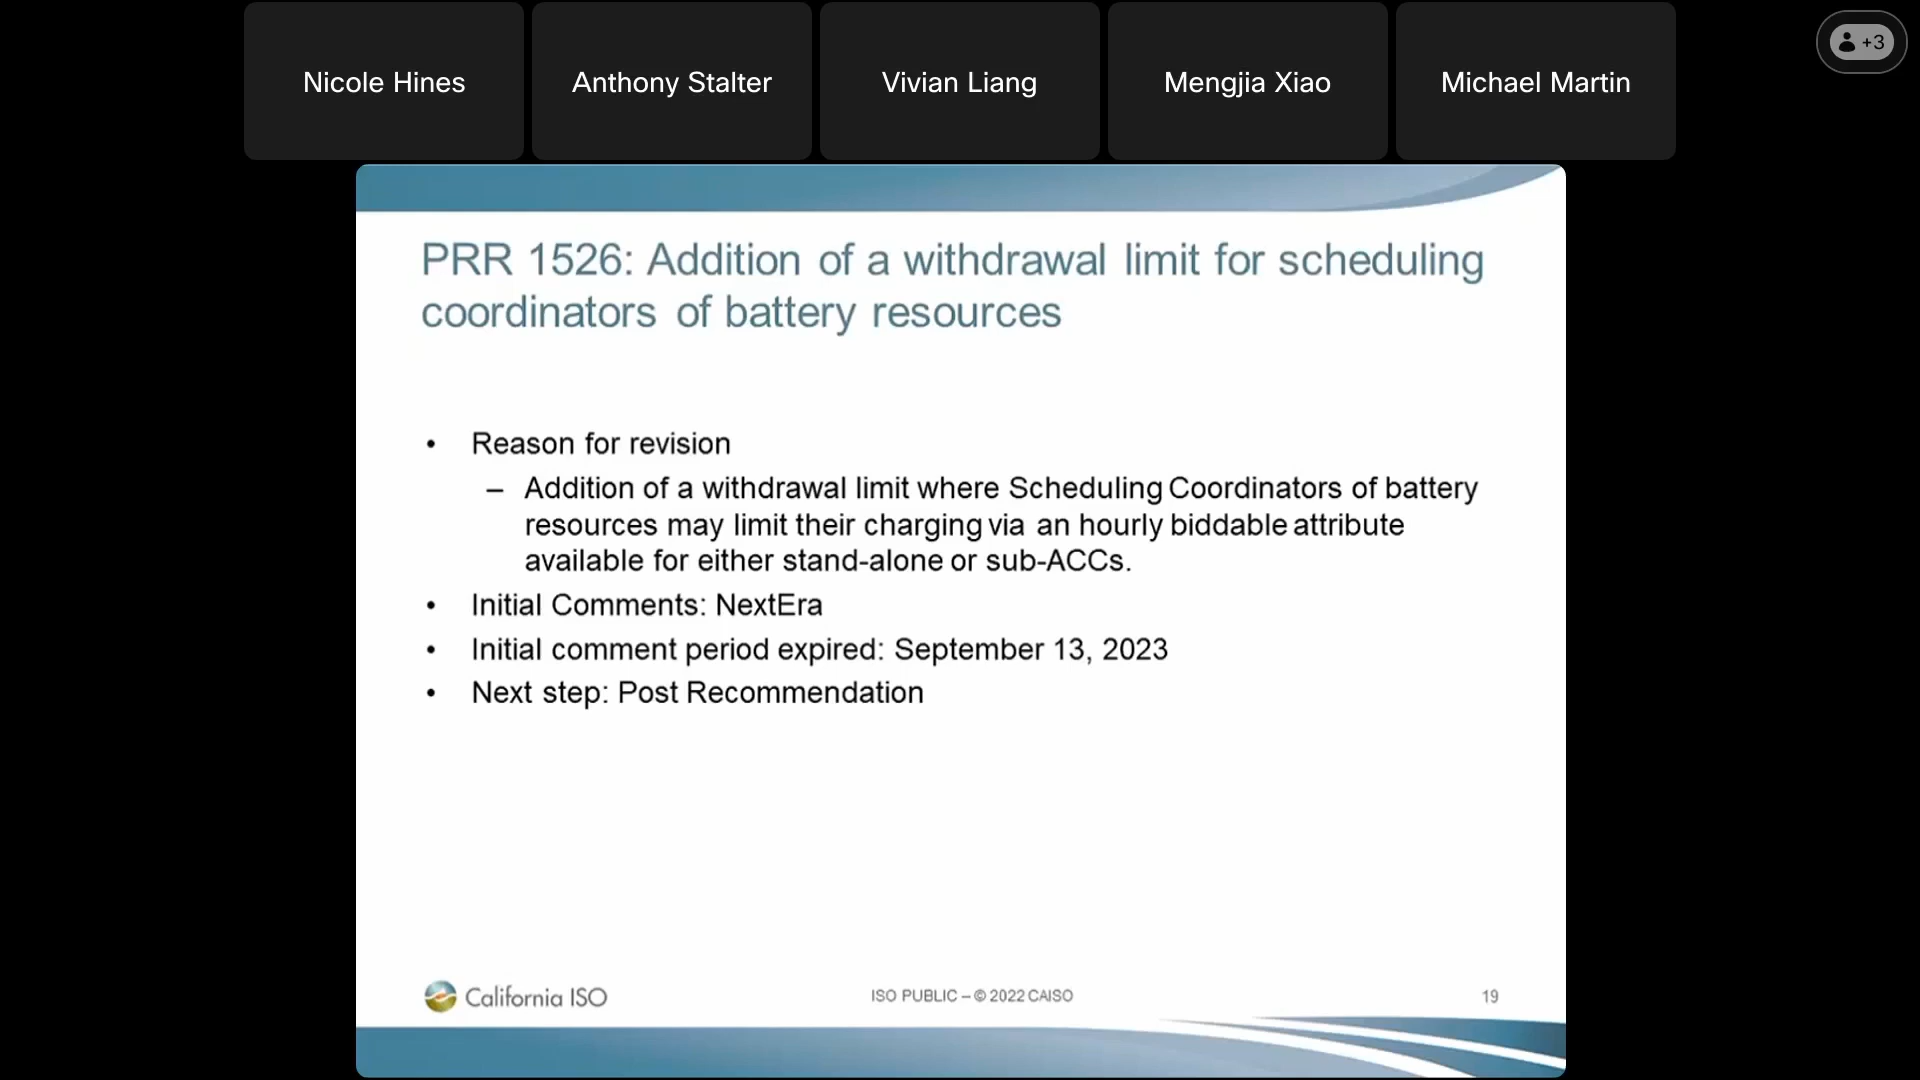 Nicole Hines
Anthony Stalter
Vivian Liang
Mengjia Xiao
Michael Martin
+3
PRR 1526: Addition of a withdrawal limit for scheduling
coordinators of battery resources
• Reason for revision
– Addition of a withdrawal limit where Scheduling Coordinators of battery
resources may limit their charging via an hourly biddable attribute
available for either stand-alone or sub-ACCs.
• Initial Comments: NextEra
• Initial comment period expired: September 13, 2023
• Next step: Post Recommendation
California ISO
ISO PUBLIC – © 2022 CAISO
19